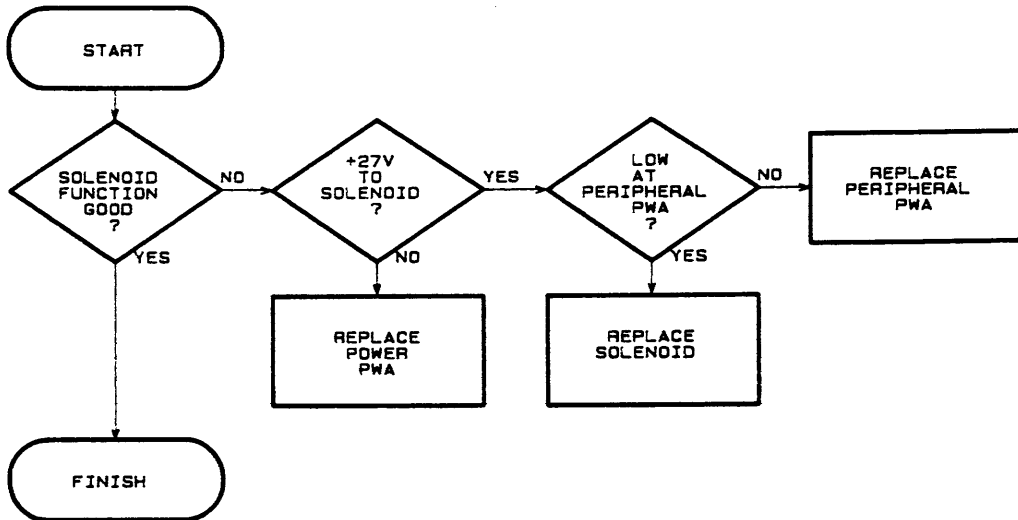 START
SOLENOID
FUNCTION
GOOD
?
NO
YES
+27V
TO
SOLENOID
?
YES
NO
LOW
AT
PERIPHERAL
PWA
?
NO
YES
REPLACE
PERIPHERAL
PWA
REPLACE
POWER
PWA
REPLACE
SOLENOID
FINISH